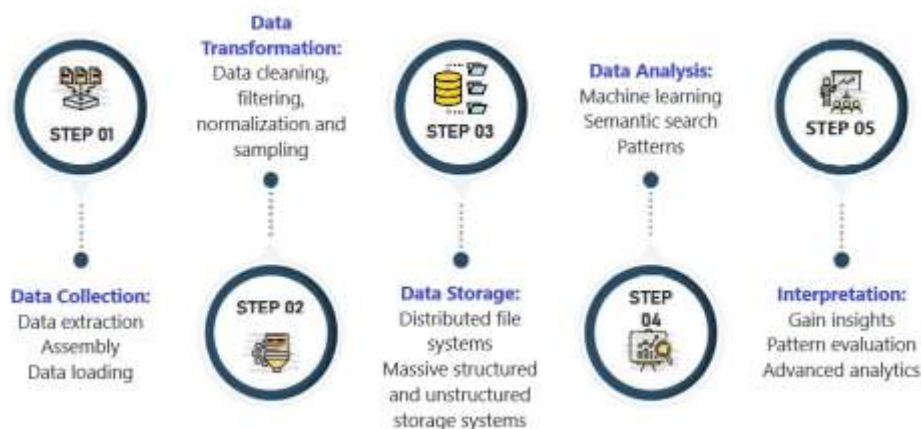 STEP 01
Data Collection:
Data extraction
Assembly
Data loading
Data
Transformation:
Data cleaning,
filtering,
normalization and
sampling
STEP 02
STEP 03
Data Storage:
Distributed file
systems
Massive structured
and unstructured
storage systems
Data Analysis:
Machine learning
Semantic search
Patterns
STEP
04
STEP 05
Interpretation:
Gain insights
Pattern evaluation
Advanced analytics